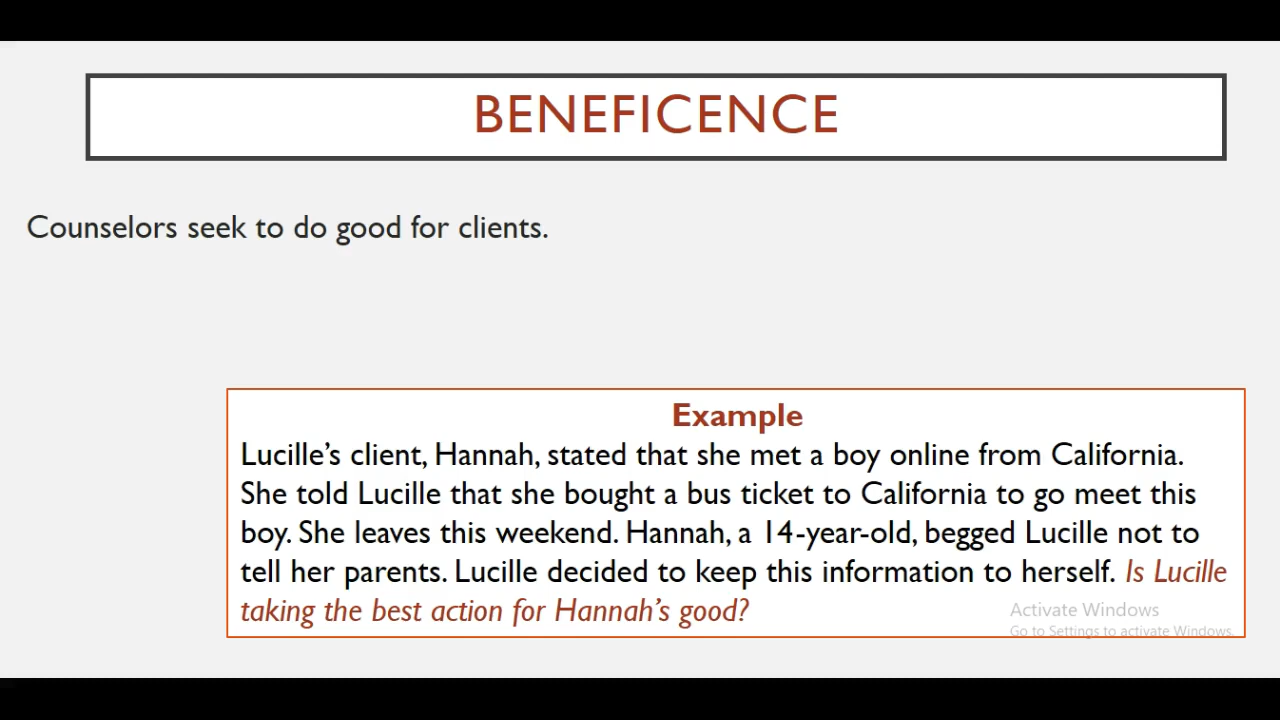 BENEFICENCE
Counselors seek to do good for clients.
Example
Lucille’s client, Hannah, stated that she met a boy online from California.
She told Lucille that she bought a bus ticket to California to go meet this
boy. She leaves this weekend. Hannah, a 14-year-old, begged Lucille not to
tell her parents. Lucille decided to keep this information to herself. Is Lucille
taking the best action for Hannah’s good?
Activate Windows
Go to Settings to activate Windows.